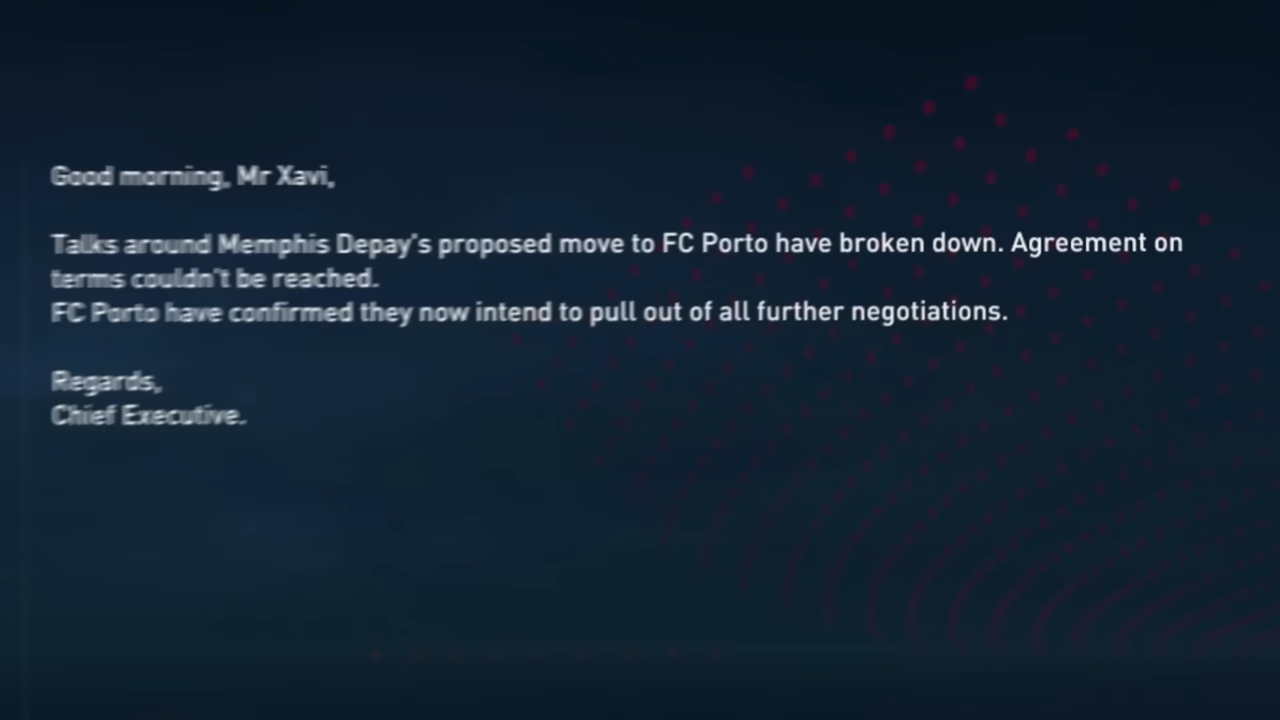 Good morning, Mr Xavi,
Talks around Memphis Depay's proposed move to FC Porto have broken down. Agreement on
terms couldn't be reached.
FC Porto have confirmed they now intend to pull out of all further negotiations.
Regards,
Chief Executive.